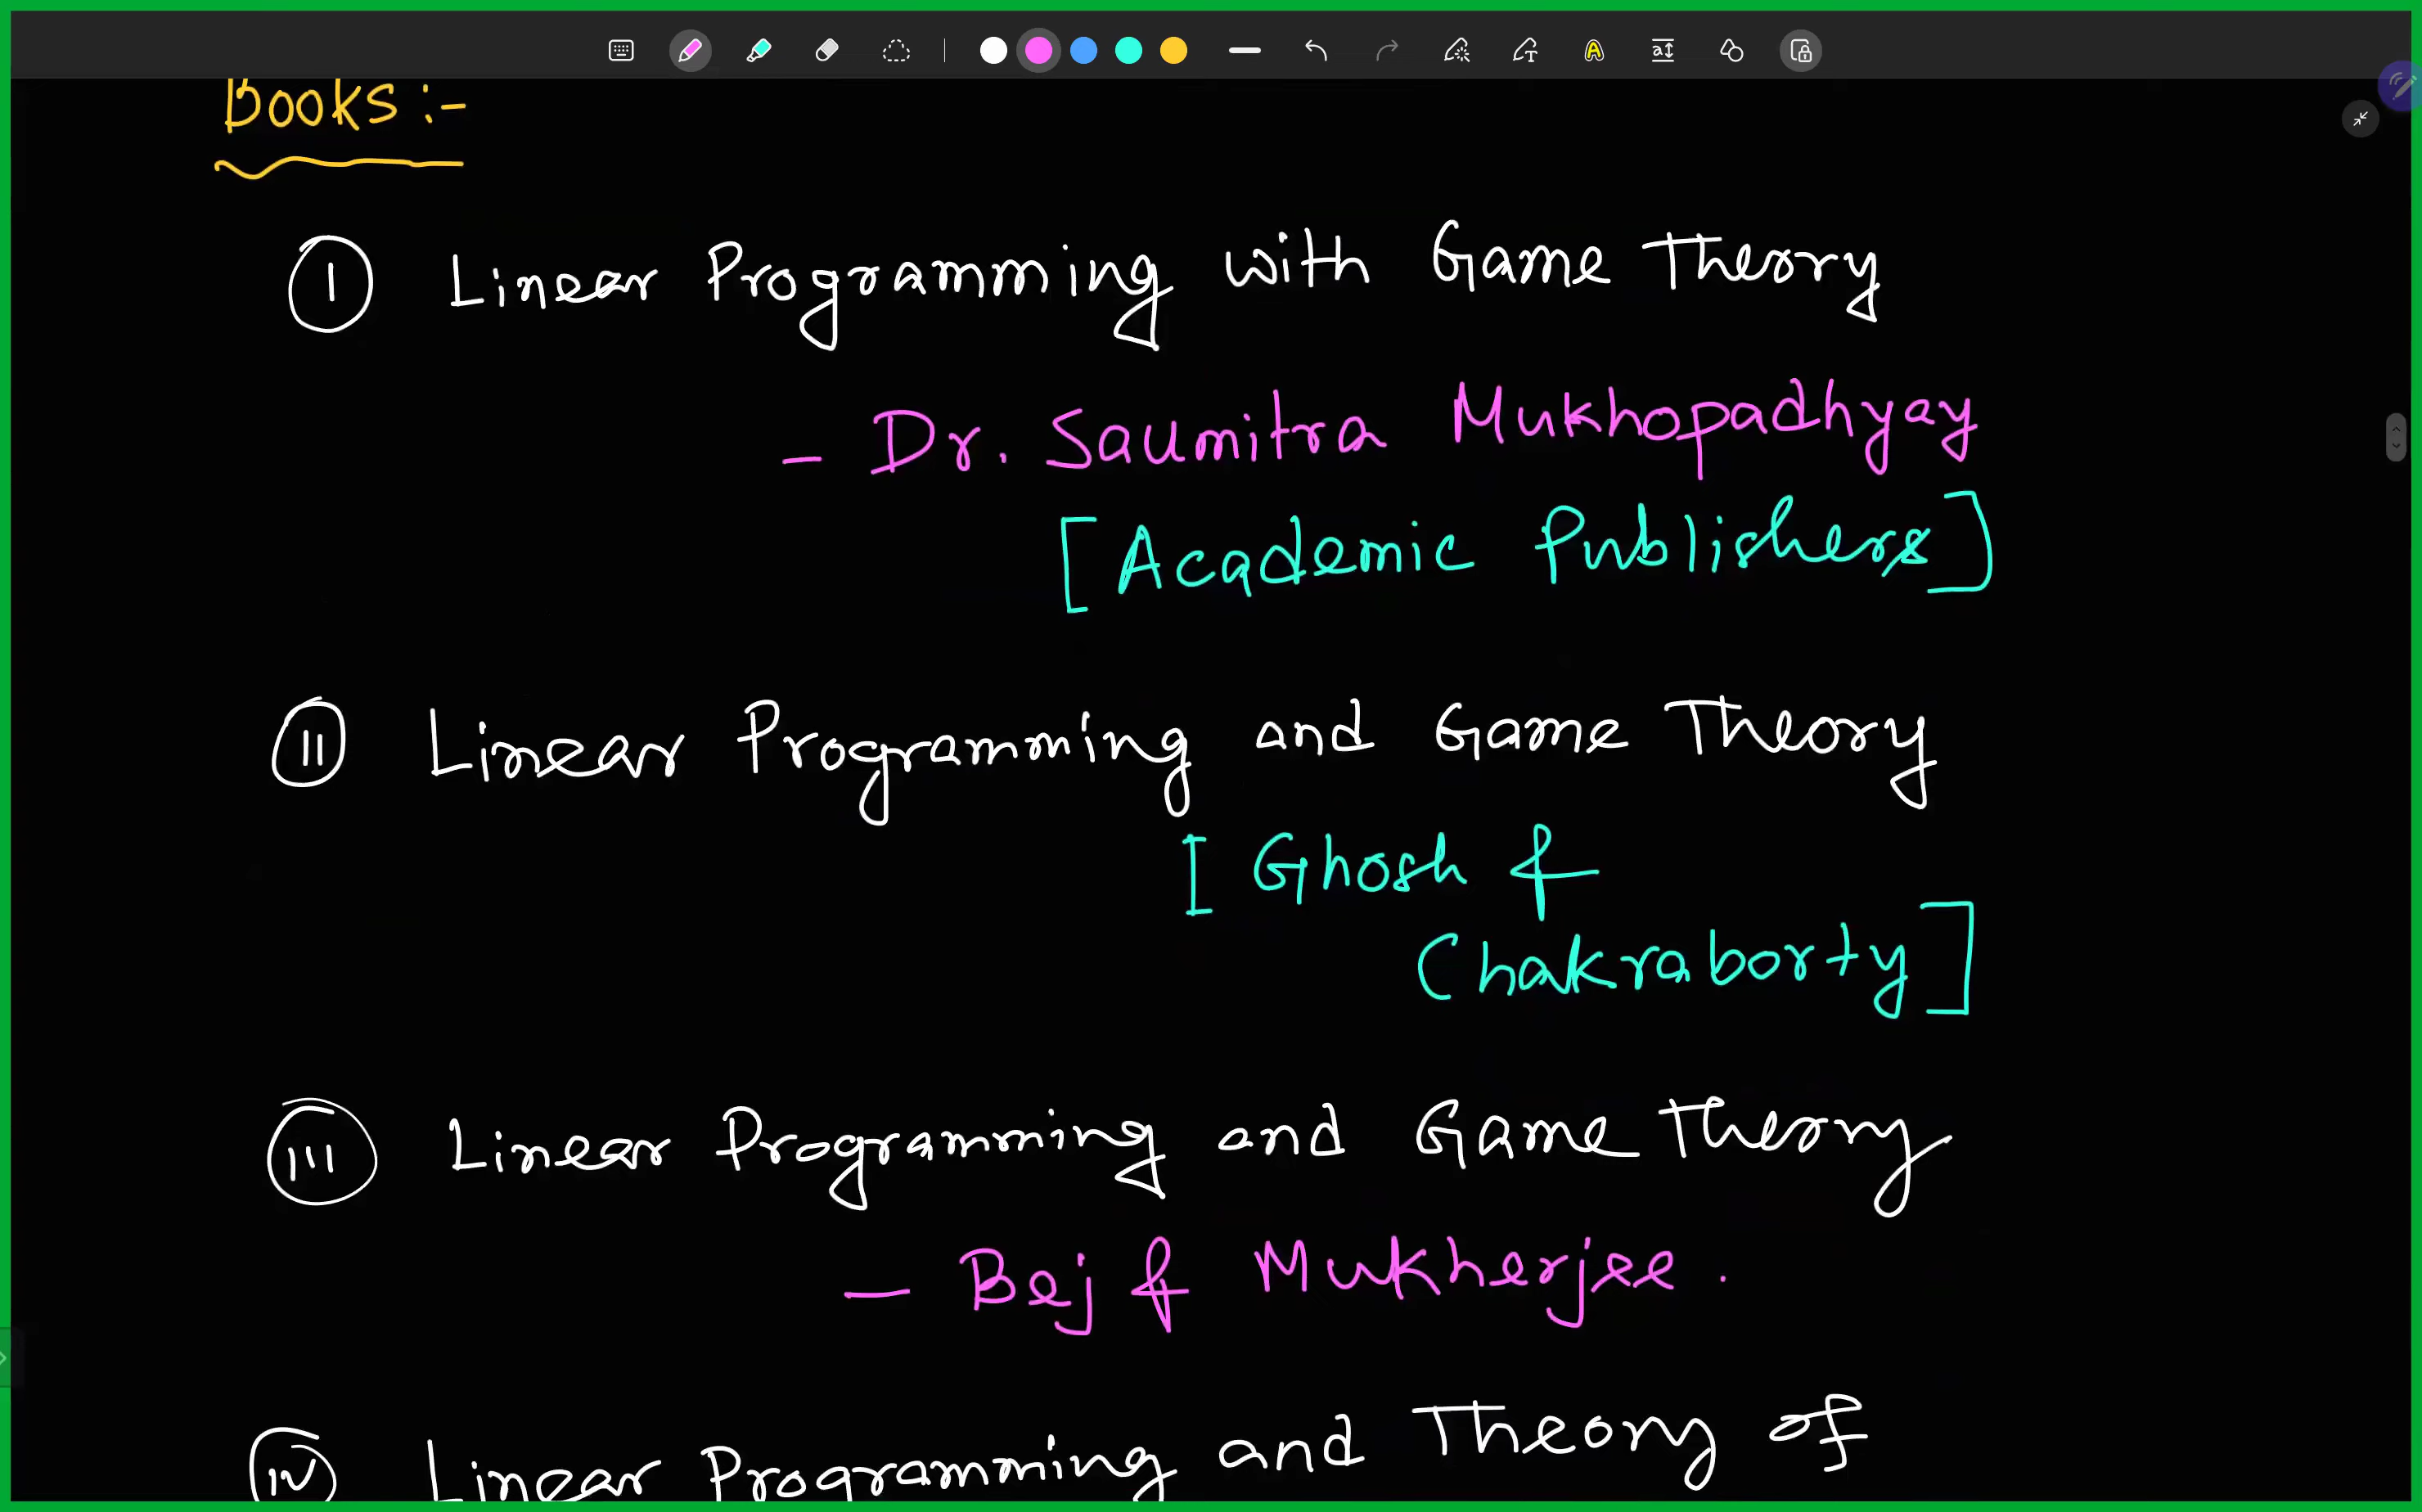 Books :-
I Linear Programming with Game Theory
- Dr. Saumitra Mukhopadhyay
[Academic Publishers]
II Linear Programming and Game Theory
[Ghosh &
Chakraborty]
III Linear Programming and Game Theory
- Bej & Mukherjee.
IV Linear Programming and Theory of